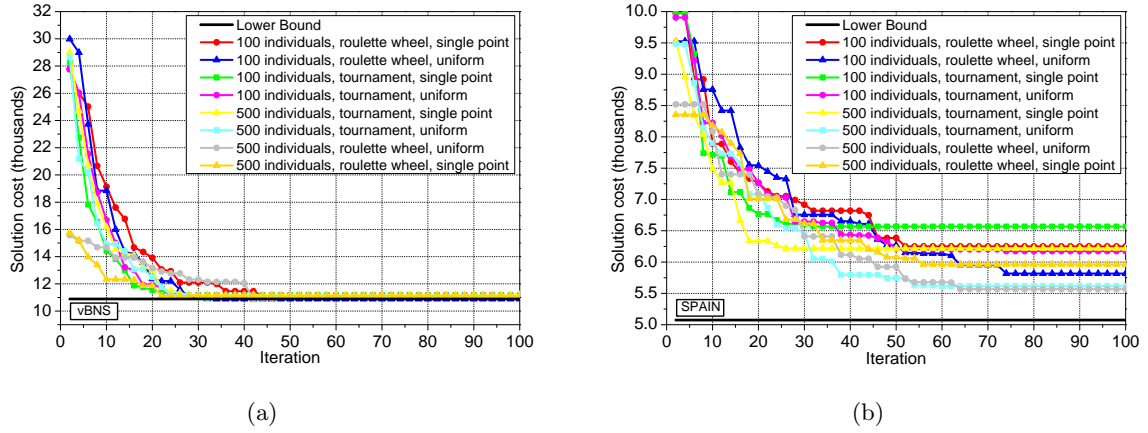 Lower Bound
100 individuals, roulette wheel, single point
100 individuals, roulette wheel, uniform
100 individuals, tournament, single point
100 individuals, tournament, uniform
500 individuals, tournament, single point
500 individuals, tournament, uniform
500 individuals, roulette wheel, uniform
500 individuals, roulette wheel, single point
Solution cost (thousands)
32
30
28
26
24
22
20
18
16
14
12
10
vBNS
0 10 20 30 40 50 60 70 80 90 100
Iteration
(a)
Lower Bound
100 individuals, roulette wheel, single point
100 individuals, roulette wheel, uniform
100 individuals, tournament, single point
100 individuals, tournament, uniform
500 individuals, tournament, single point
500 individuals, tournament, uniform
500 individuals, roulette wheel, uniform
500 individuals, roulette wheel, single point
Solution cost (thousands)
10.0
9.5
9.0
8.5
8.0
7.5
7.0
6.5
6.0
5.5
5.0
SPAIN
0 10 20 30 40 50 60 70 80 90 100
Iteration
(b)